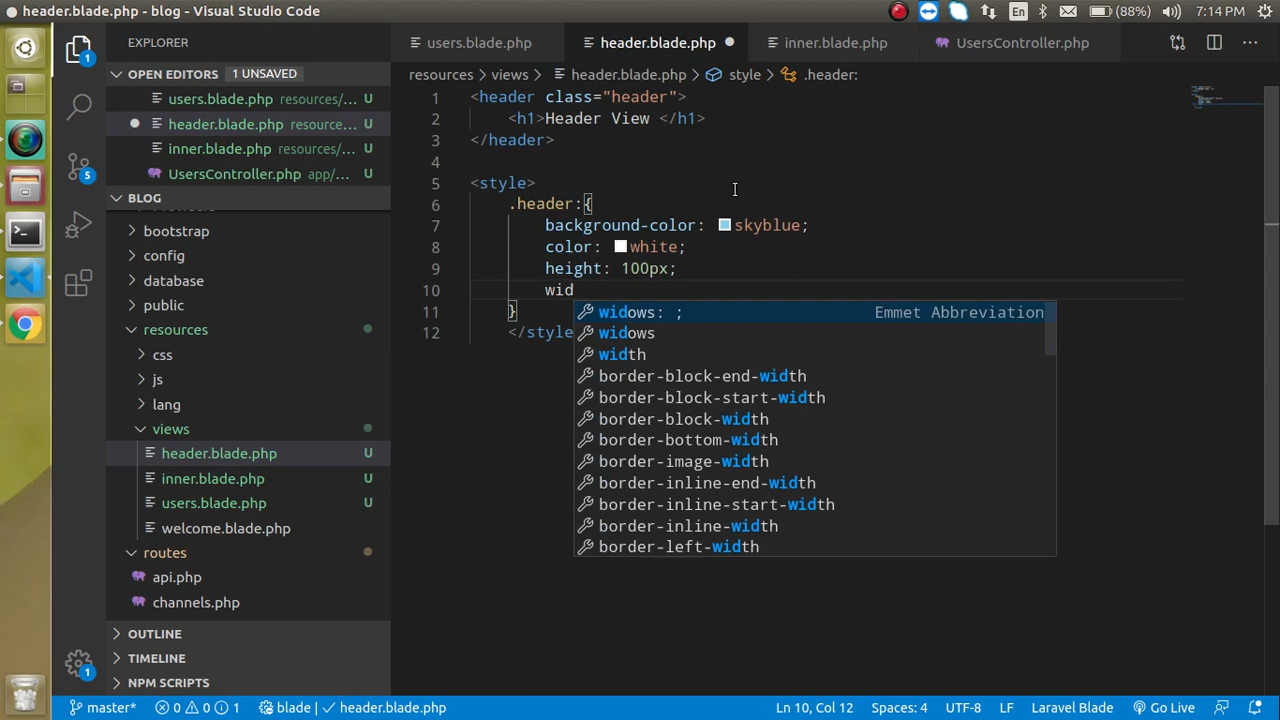 header.blade.php - blog - Visual Studio Code
En
(88%)
7:14 PM
EXPLORER
users.blade.php
header.blade.php
inner.blade.php
UsersController.php
OPEN EDITORS
1 UNSAVED
users.blade.php resources/... U
header.blade.php resource... U
inner.blade.php resources/... U
UsersController.php app/... U
BLOG
bootstrap
config
database
public
resources
css
js
lang
views
header.blade.php U
inner.blade.php U
users.blade.php U
welcome.blade.php
routes
api.php
channels.php
OUTLINE
TIMELINE
NPM SCRIPTS
1
5
1
resources > views > header.blade.php > style > .header:
1 <header class="header">
2 <h1>Header View </h1>
3 </header>
4
5 <style>
6 .header:{
7 background-color: skyblue;
8 color: white;
9 height: 100px;
10 wid
11 }
12 </style
widows: ; Emmet Abbreviation
widows
width
border-block-end-width
border-block-start-width
border-block-width
border-bottom-width
border-image-width
border-inline-end-width
border-inline-start-width
border-inline-width
border-left-width
master* 0 0 1 blade header.blade.php Ln 10, Col 12 Spaces: 4 UTF-8 LF Laravel Blade Go Live